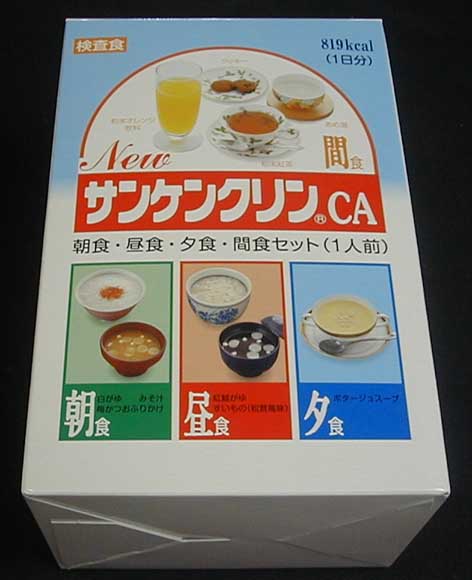 検査食
819kcal
(1日分)
クッキー
粉末オレンジ
飲料
あめ湯
粉末紅茶
New
間食
サンケンクリン® CA
朝食・昼食・夕食・間食セット(1人前)
朝食
白がゆ みそ汁
梅かつおふりかけ
昼食
紅鮭がゆ
すいもの(松茸風味)
夕食
ポタージュスープ